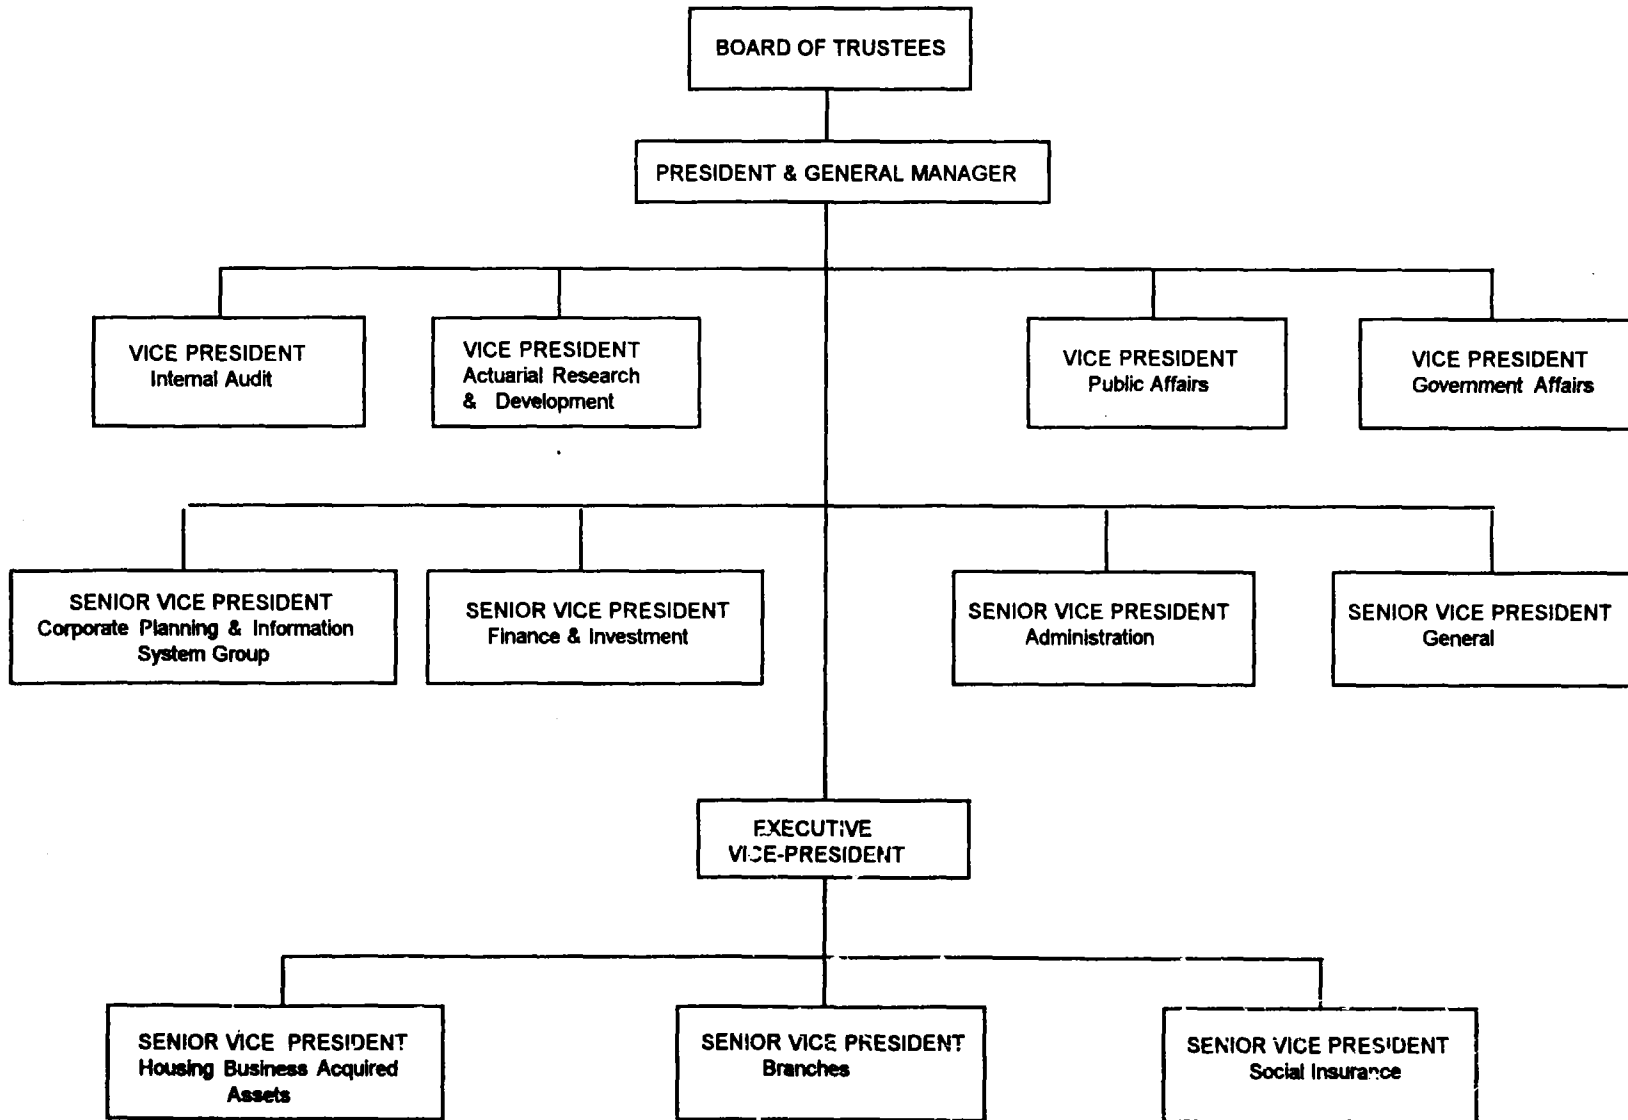 BOARD OF TRUSTEES
PRESIDENT & GENERAL MANAGER
VICE PRESIDENT
Internal Audit
VICE PRESIDENT
Actuarial Research
& Development
VICE PRESIDENT
Public Affairs
VICE PRESIDENT
Government Affairs
SENIOR VICE PRESIDENT
Corporate Planning & Information
System Group
SENIOR VICE PRESIDENT
Finance & Investment
SENIOR VICE PRESIDENT
Administration
SENIOR VICE PRESIDENT
General
EXECUTIVE
VICE-PRESIDENT
SENIOR VICE PRESIDENT
Housing Business Acquired
Assets
SENIOR VICE PRESIDENT
Branches
SENIOR VICE PRESIDENT
Social Insurance